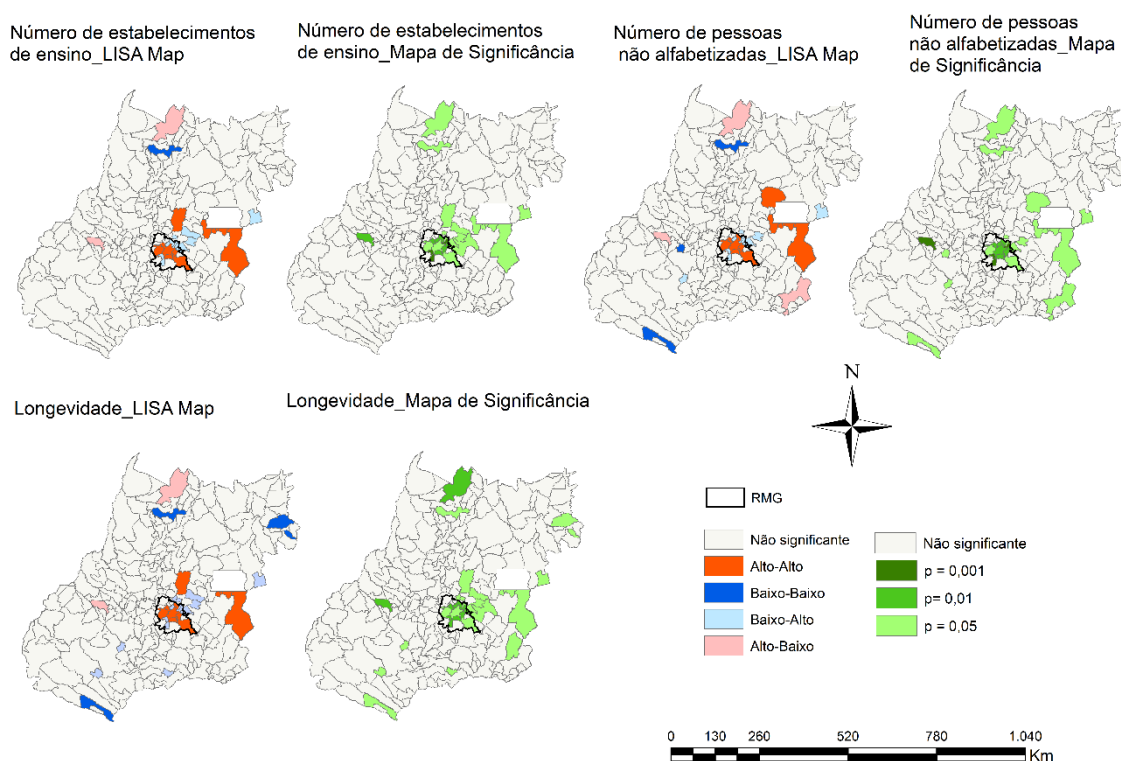 Número de estabelecimentos
de ensino_LISA Map
Número de estabelecimentos
de ensino_Mapa de Significância
Número de pessoas
não alfabetizadas_LISA Map
Número de pessoas
não alfabetizadas_Mapa
de Significância
Longevidade_LISA Map
Longevidade_Mapa de Significância
N
RMG
Não significante
Alto-Alto
Baixo-Baixo
Baixo-Alto
Alto-Baixo
Não significante
p = 0,001
p= 0,01
p = 0,05
0 130 260 520 780 1.040
Km